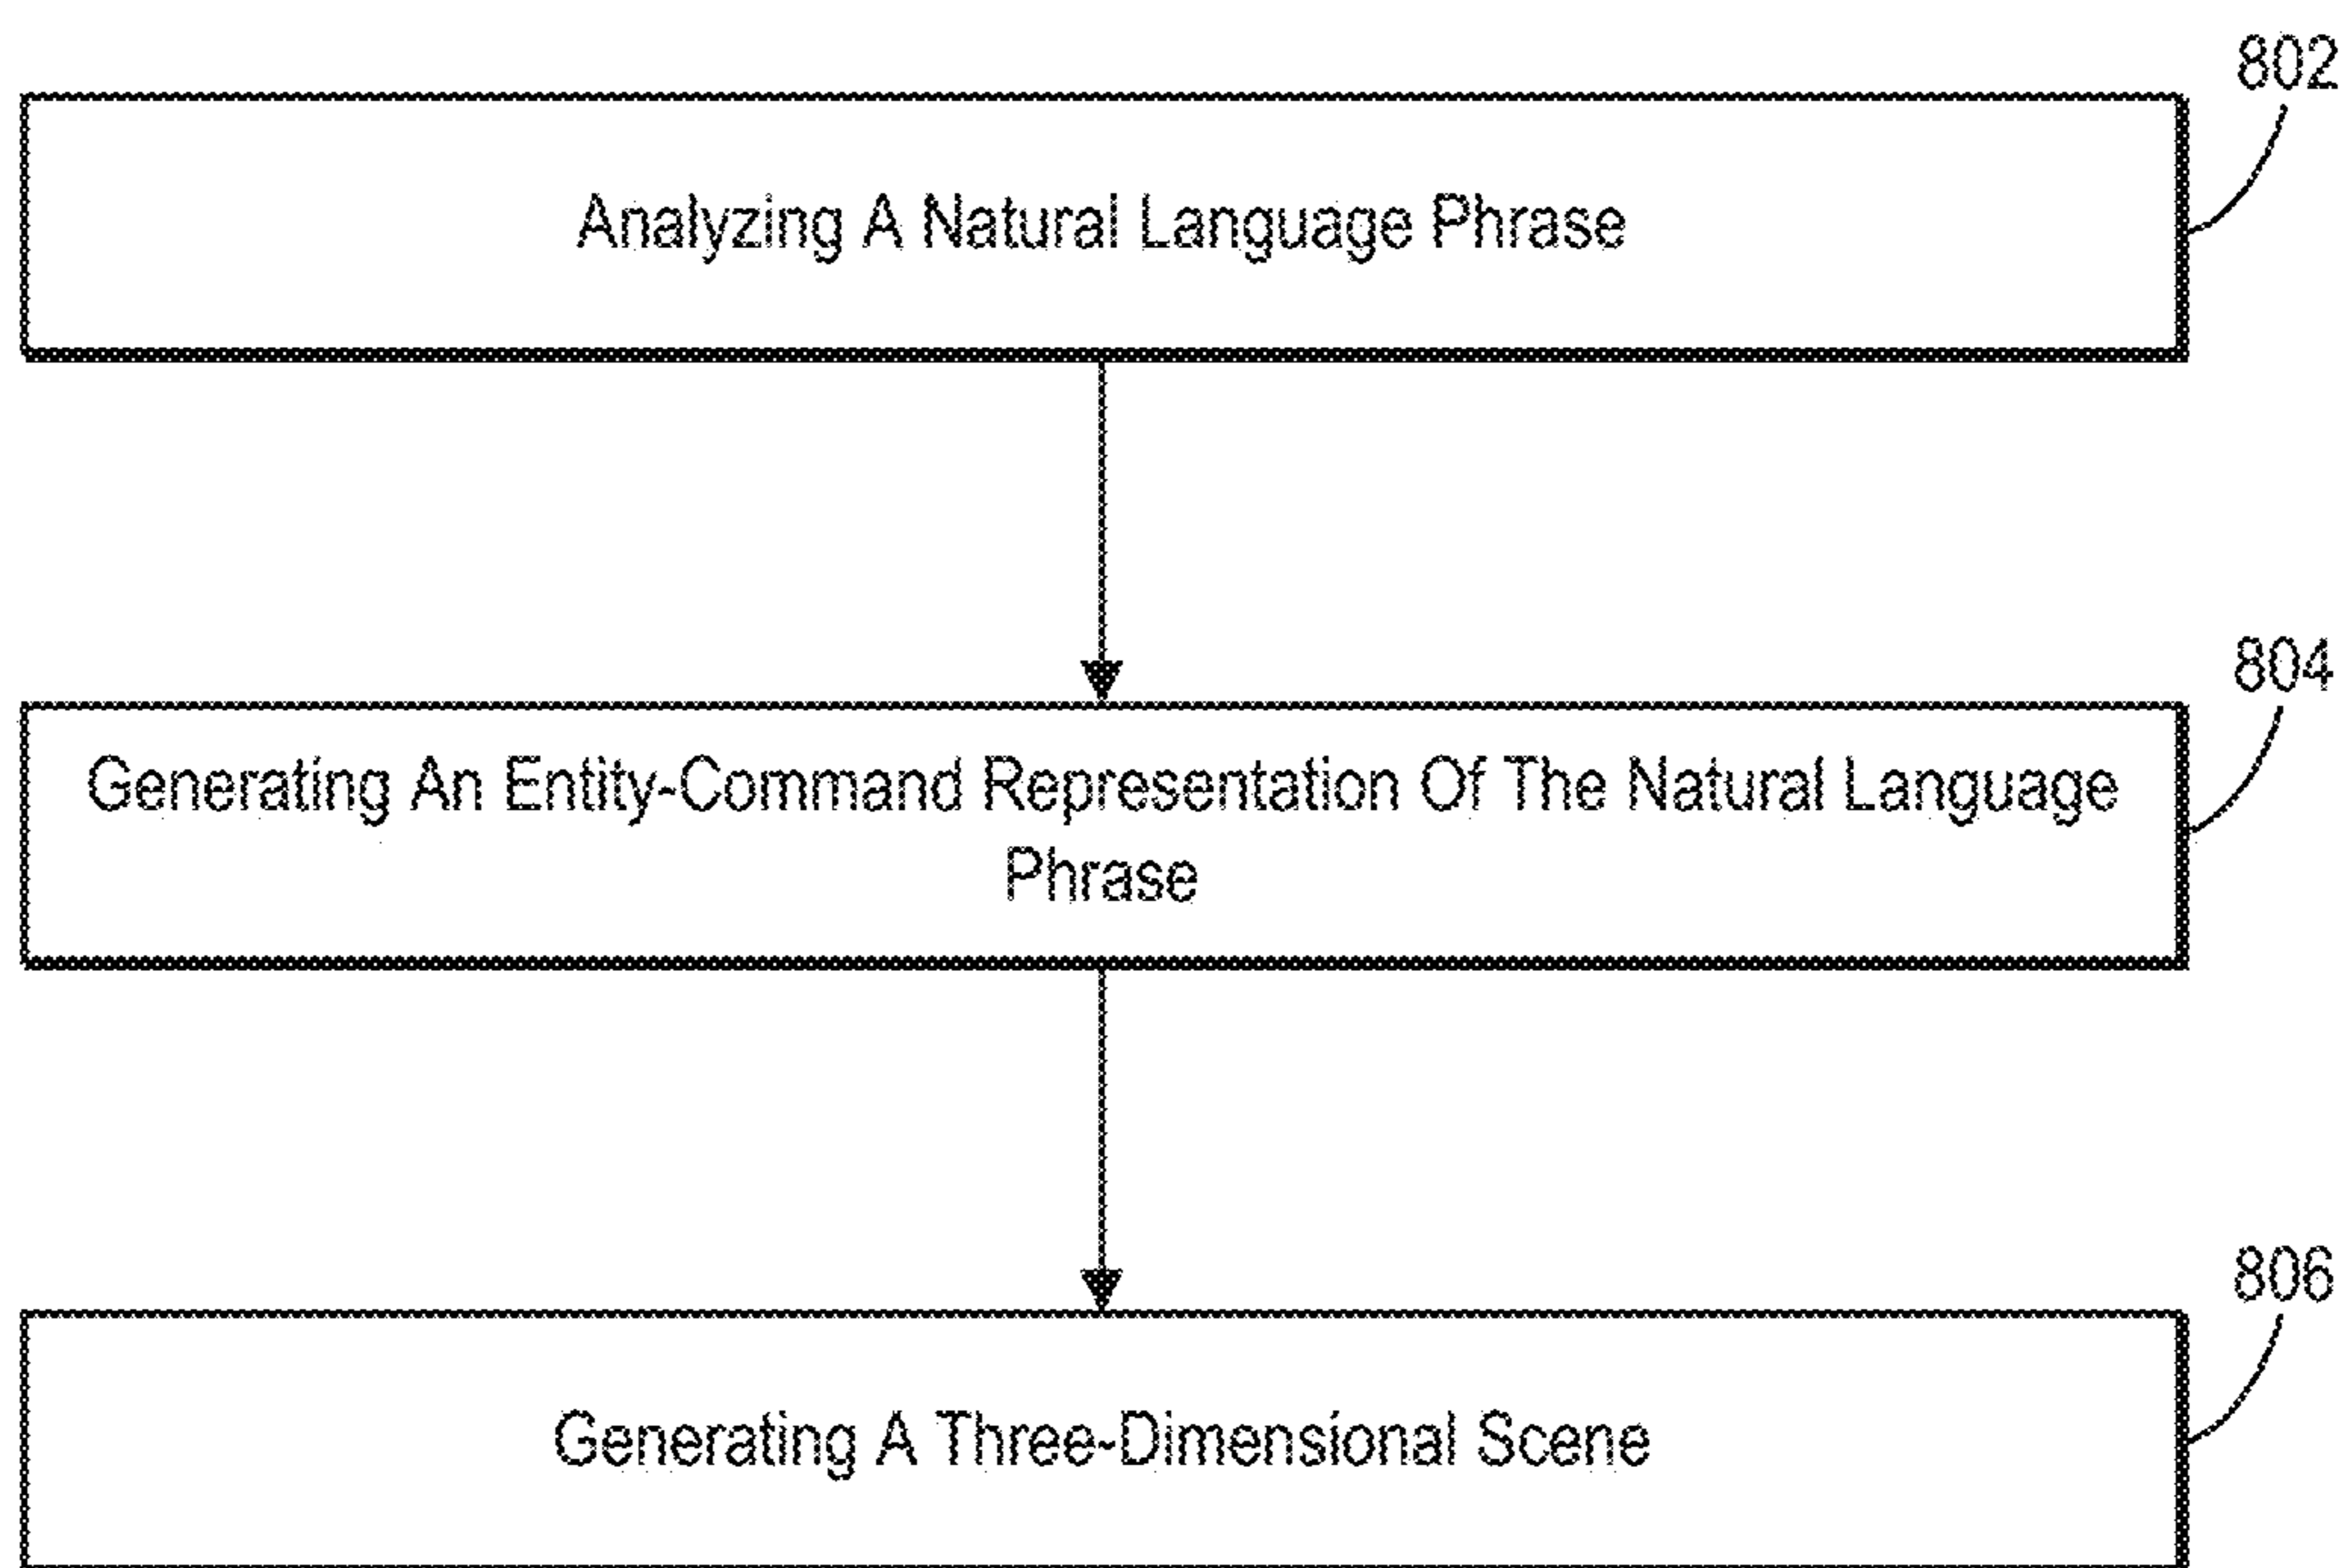 802
Analyzing A Natural Language Phrase
804
Generating An Entity-Command Representation Of The Natural Language
Phrase
806
Generating A Three-Dimensional Scene